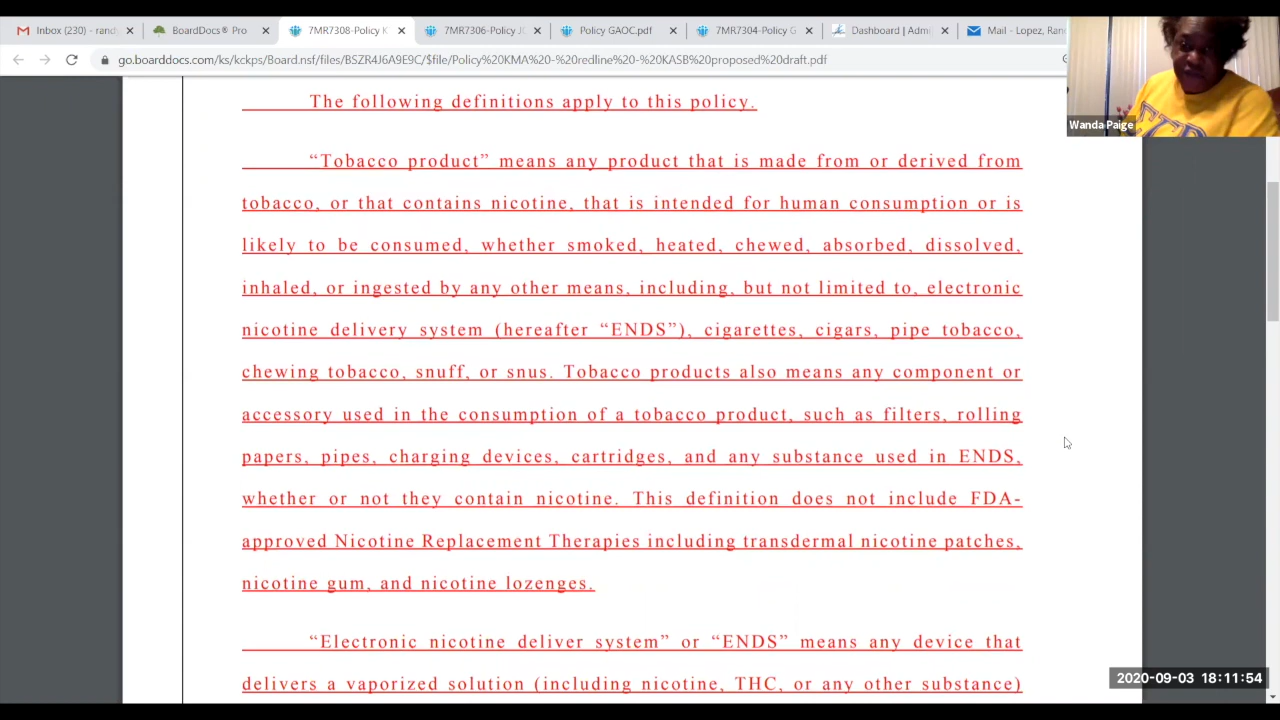 Inbox (230) - rand
BoardDocs® Pro
7MR7308-Policy K
7MR7306-Policy JC
Policy GAOC.pdf
7MR7304-Policy G
Dashboard | Adm
Mail - Lopez, Ran
go.boarddocs.com/ks/kckps/Board.nsf/files/BSZR4J6A9E9C/$file/Policy%20KMA%20-%20redline%20-%20KASB%20proposed%20draft.pdf
Wanda Paige
The following definitions apply to this policy.
“Tobacco product” means any product that is made from or derived from
tobacco, or that contains nicotine, that is intended for human consumption or is
likely to be consumed, whether smoked, heated, chewed, absorbed, dissolved,
inhaled, or ingested by any other means, including, but not limited to, electronic
nicotine delivery system (hereafter “ENDS”), cigarettes, cigars, pipe tobacco,
chewing tobacco, snuff, or snus. Tobacco products also means any component or
accessory used in the consumption of a tobacco product, such as filters, rolling
papers, pipes, charging devices, cartridges, and any substance used in ENDS,
whether or not they contain nicotine. This definition does not include FDA-
approved Nicotine Replacement Therapies including transdermal nicotine patches,
nicotine gum, and nicotine lozenges.
“Electronic nicotine deliver system” or “ENDS” means any device that
delivers a vaporized solution (including nicotine, THC, or any other substance)
2020-09-03 18:11:54